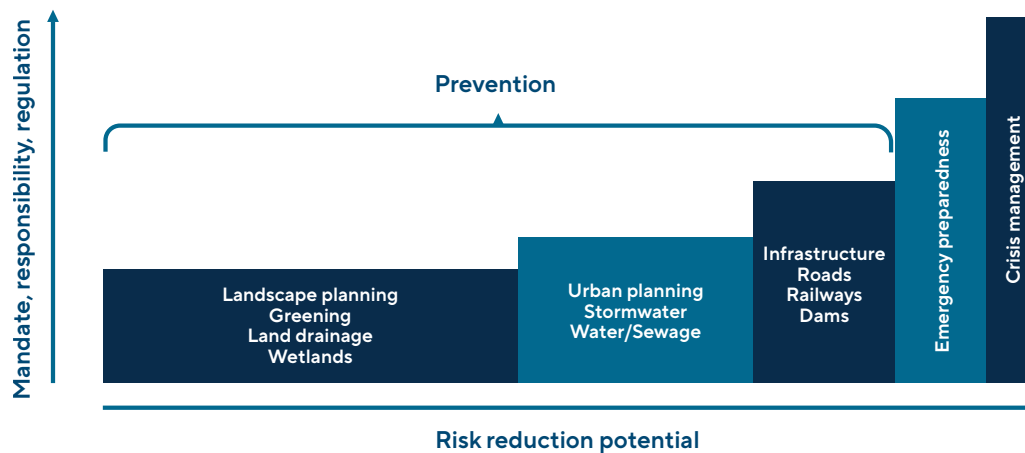 Mandate, responsibility, regulation
Prevention
Landscape planning
Greening
Land drainage
Wetlands
Urban planning
Stormwater
Water/Sewage
Infrastructure
Roads
Railways
Dams
Emergency preparedness
Crisis management
Risk reduction potential